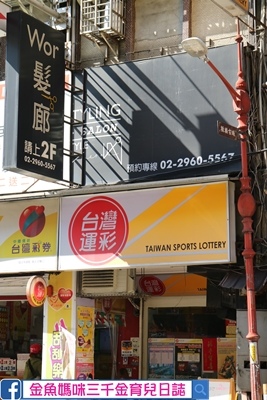 Wor
髮廊
請上2F
02-2960-5567
TYLING
SALON
預約專線 02-2960-5567
台灣彩券
台灣
運彩
TAIWAN SPORTS LOTTERY
金魚媽咪三千金育兒日誌